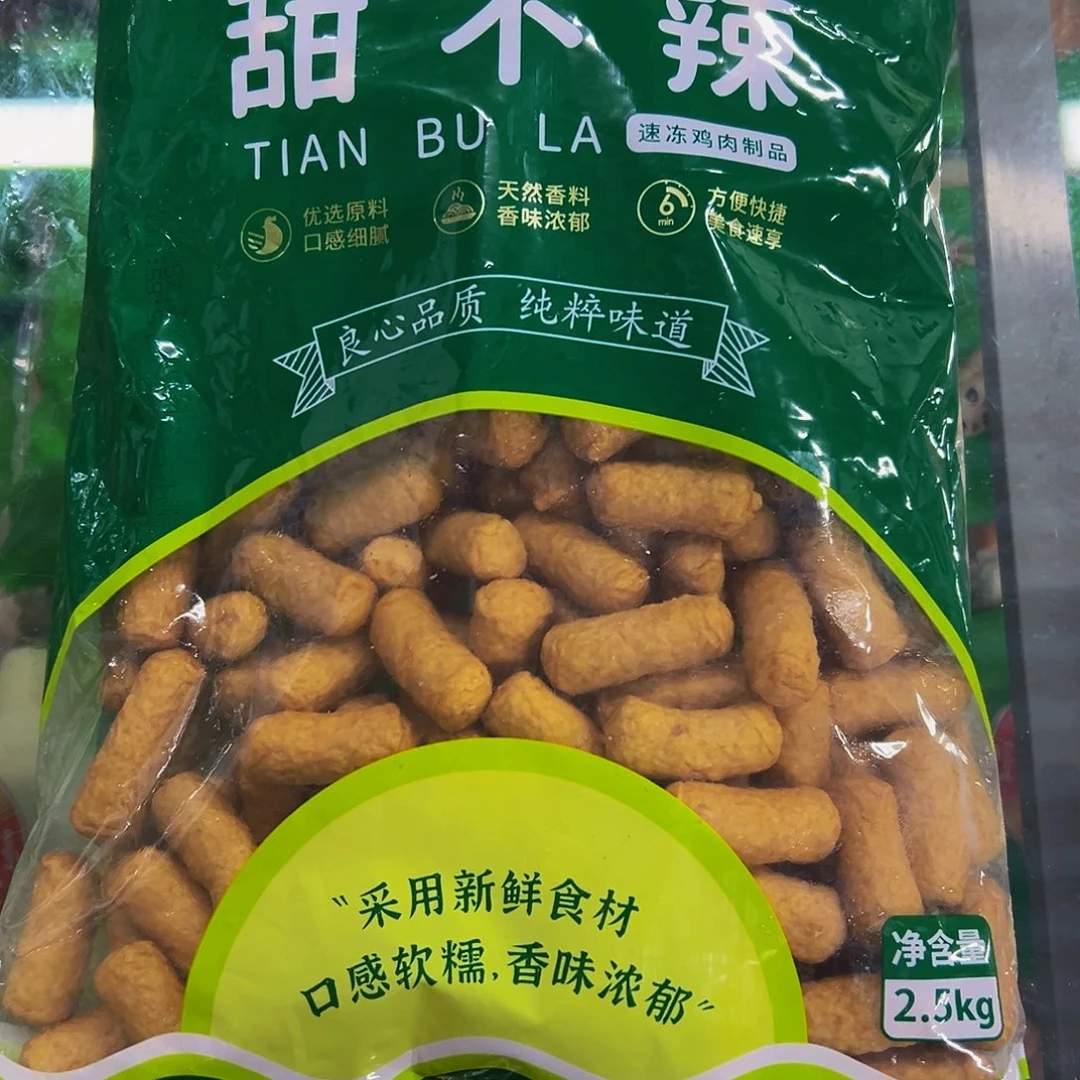 甜不辣
TIAN BU LA
速冻鸡肉制品
优选原料
口感细腻
天然香料
香味浓郁
6
min
方便快捷
美食速享
良心品质 纯粹味道
“采用新鲜食材
口感软糯,香味浓郁”
净含量
2.5kg